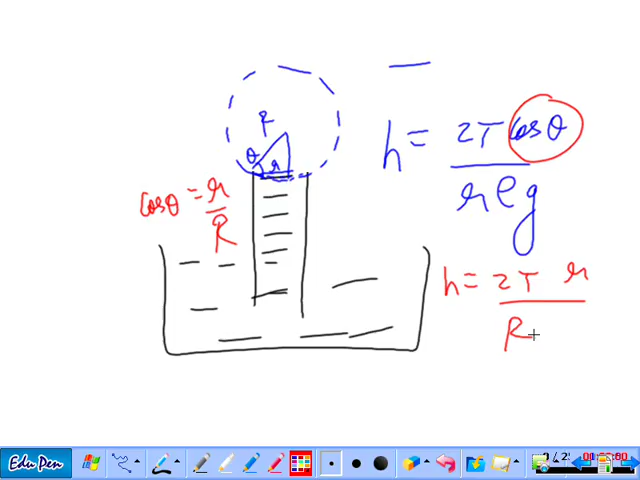 R
θ
r
h = 2T cosθ
rρg
cosθ = r
R
h = 2T r
R
Edu Pen